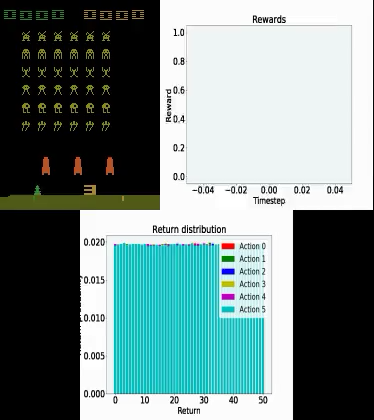 Rewards
1.0
0.8
0.6
0.4
0.2
0.0
Reward
−0.04 −0.02 0.00 0.02 0.04
Timestep
Return distribution
0.020
0.015
0.010
0.005
0.000
Action 0
Action 1
Action 2
Action 3
Action 4
Action 5
0 10 20 30 40 50
Return